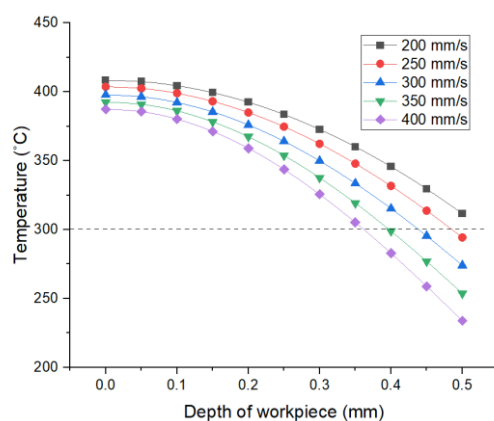 450
400
350
300
250
200
Temperature (°C)
200 mm/s
250 mm/s
300 mm/s
350 mm/s
400 mm/s
0.0 0.1 0.2 0.3 0.4 0.5
Depth of workpiece (mm)